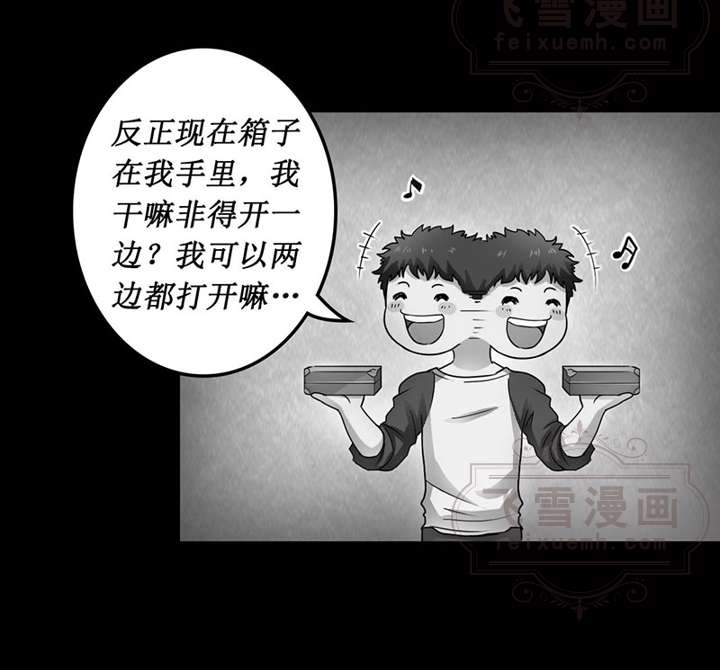 飞雪漫画
feixuemh.com
反正现在箱子
在我手里，我
干嘛非得开一
边？我可以两
边都打开嘛…
飞雪漫画
feixuemh.com